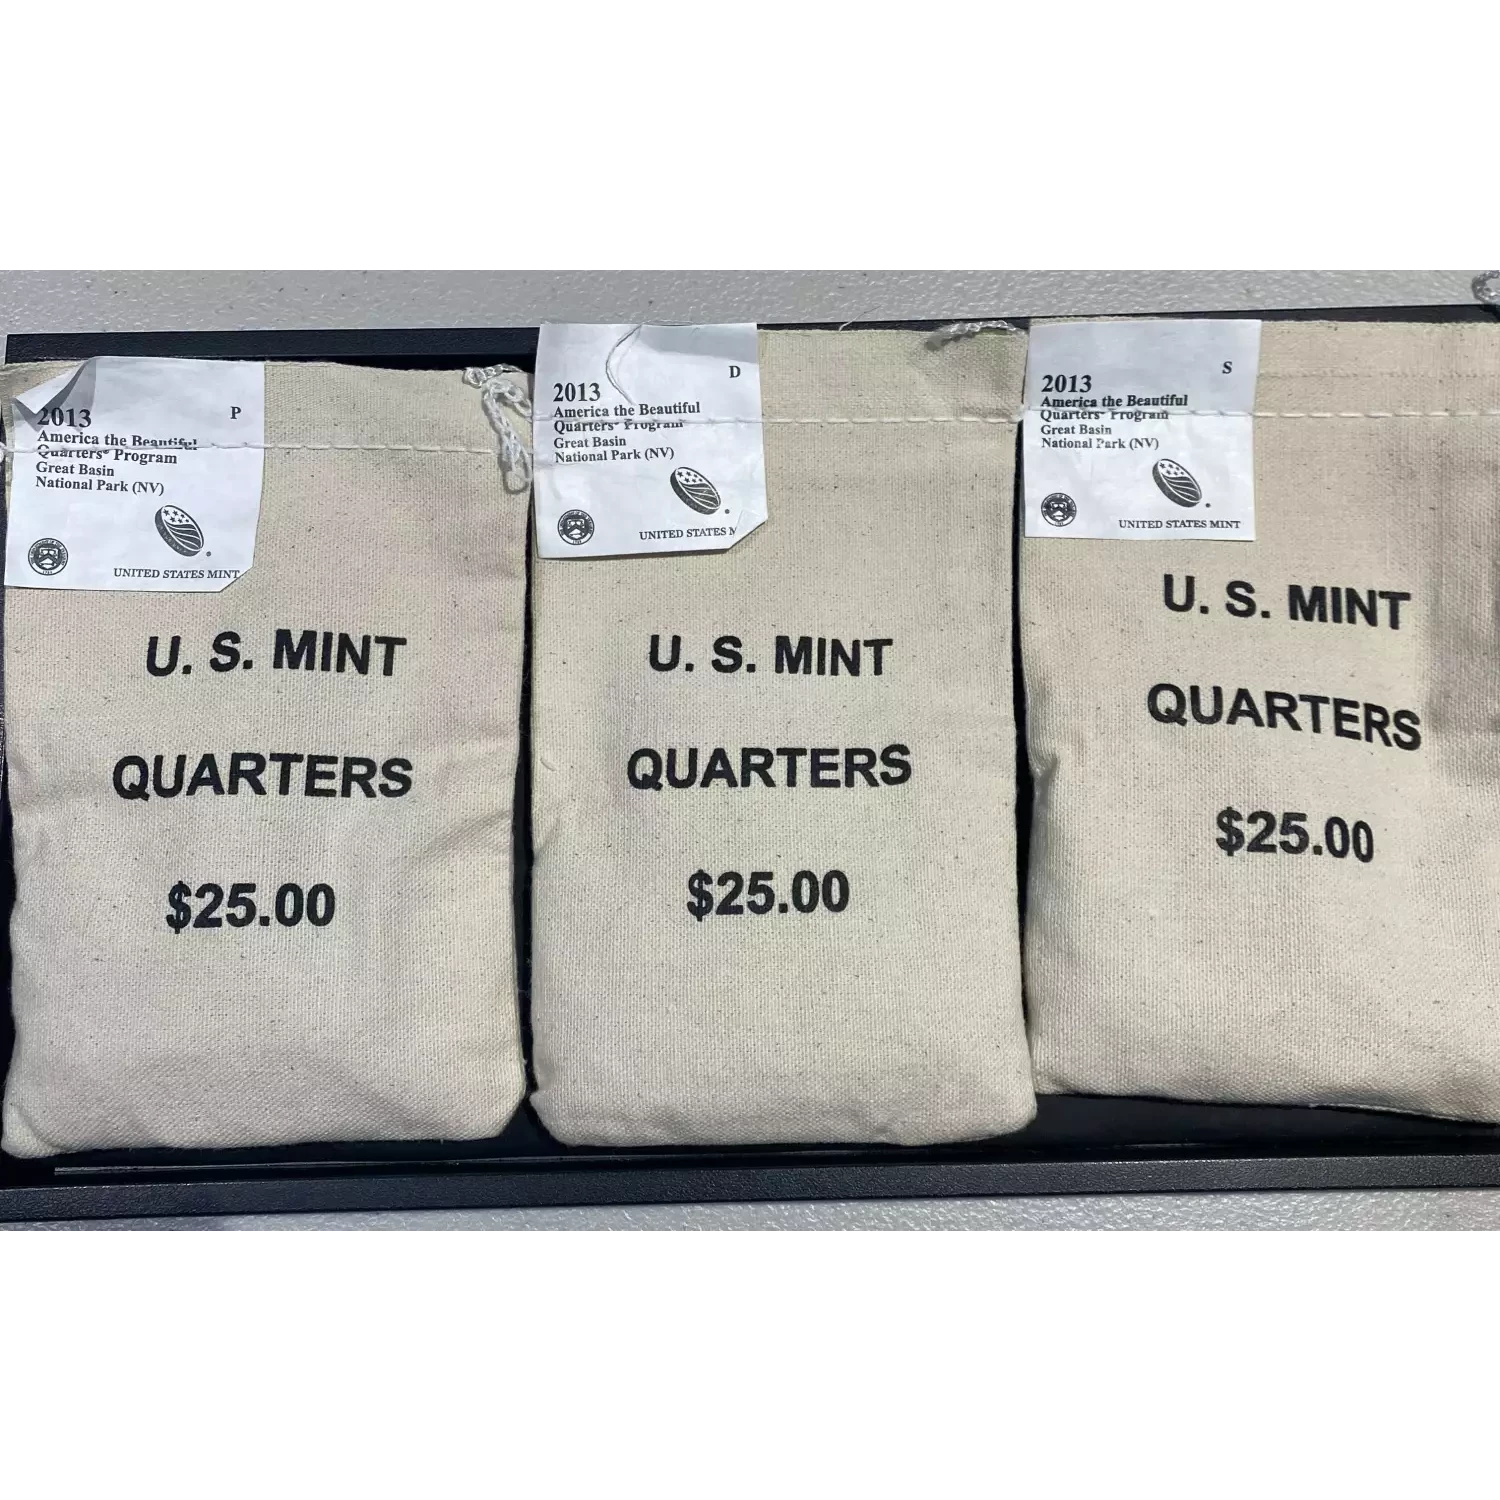 2013 P
America the Beautiful
Quarters® Program
Great Basin
National Park (NV)
UNITED STATES MINT
U. S. MINT
QUARTERS
$25.00
2013 D
America the Beautiful
Quarters® Program
Great Basin
National Park (NV)
UNITED STATES M
U. S. MINT
QUARTERS
$25.00
2013 S
America the Beautiful
Quarters® Program
Great Basin
National Park (NV)
UNITED STATES MINT
U. S. MINT
QUARTERS
$25.00